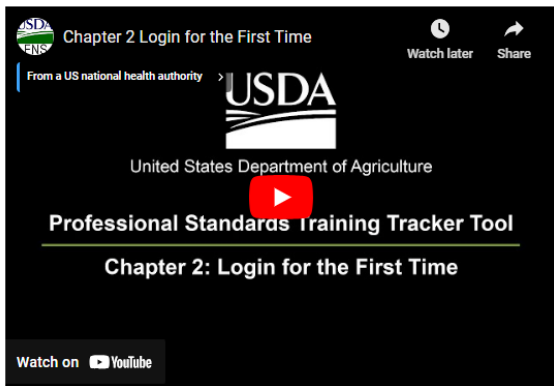 USDA
FNS
Chapter 2 Login for the First Time
Watch later
Share
From a US national health authority
USDA
United States Department of Agriculture
Professional Standards Training Tracker Tool
Chapter 2: Login for the First Time
Watch on YouTube